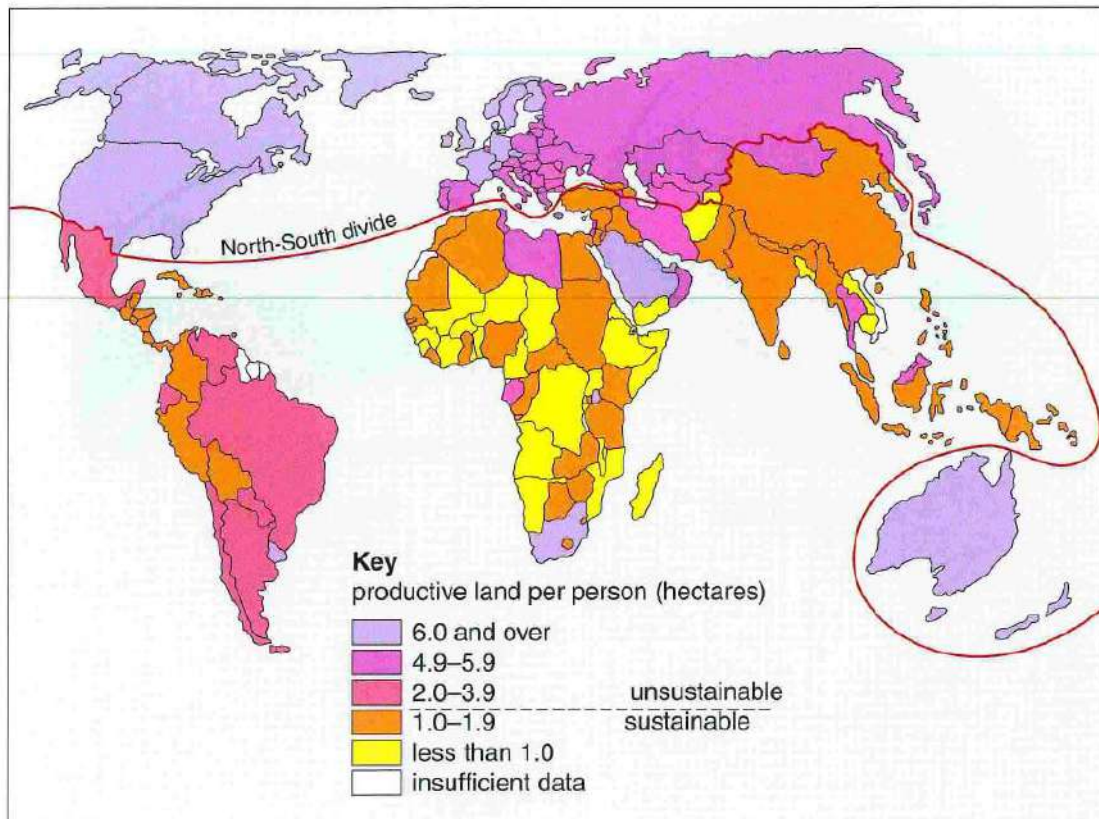 North-South divide
Key
productive land per person (hectares)
6.0 and over
4.9–5.9
2.0–3.9 unsustainable
1.0–1.9 sustainable
less than 1.0
insufficient data